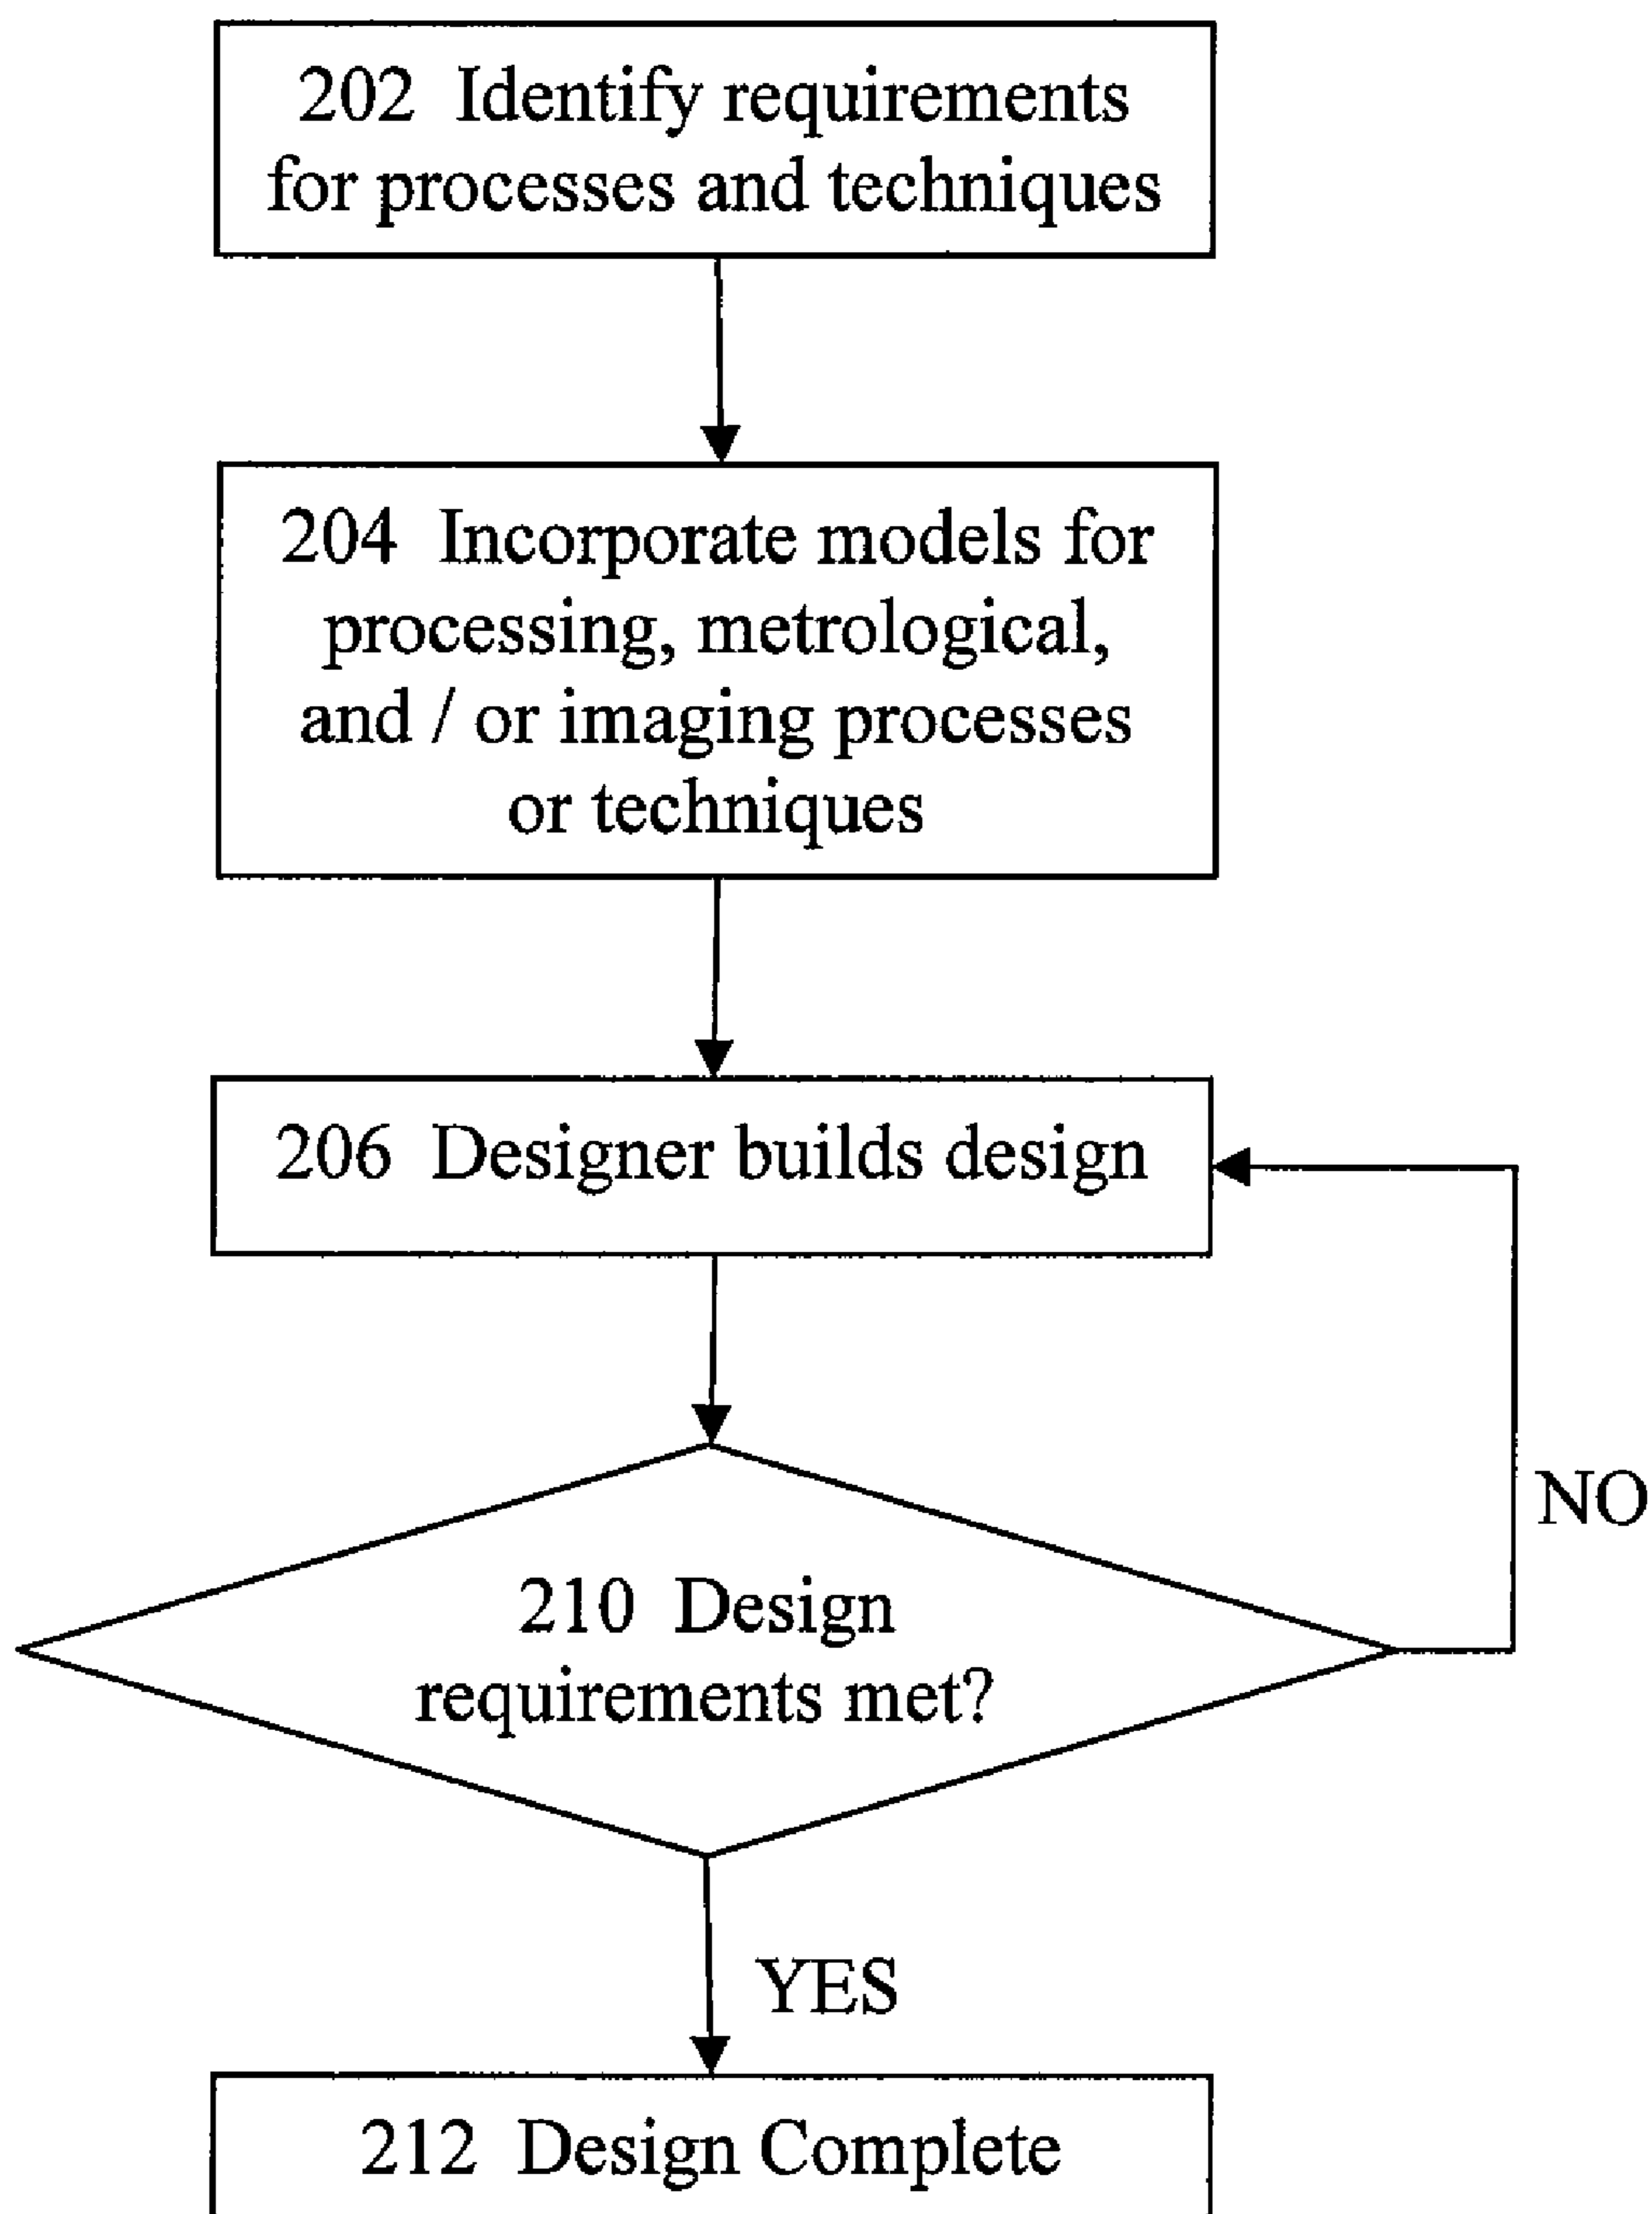 202 Identify requirements
for processes and techniques
204 Incorporate models for
processing, metrological,
and / or imaging processes
or techniques
206 Designer builds design
NO
210 Design
requirements met?
YES
212 Design Complete